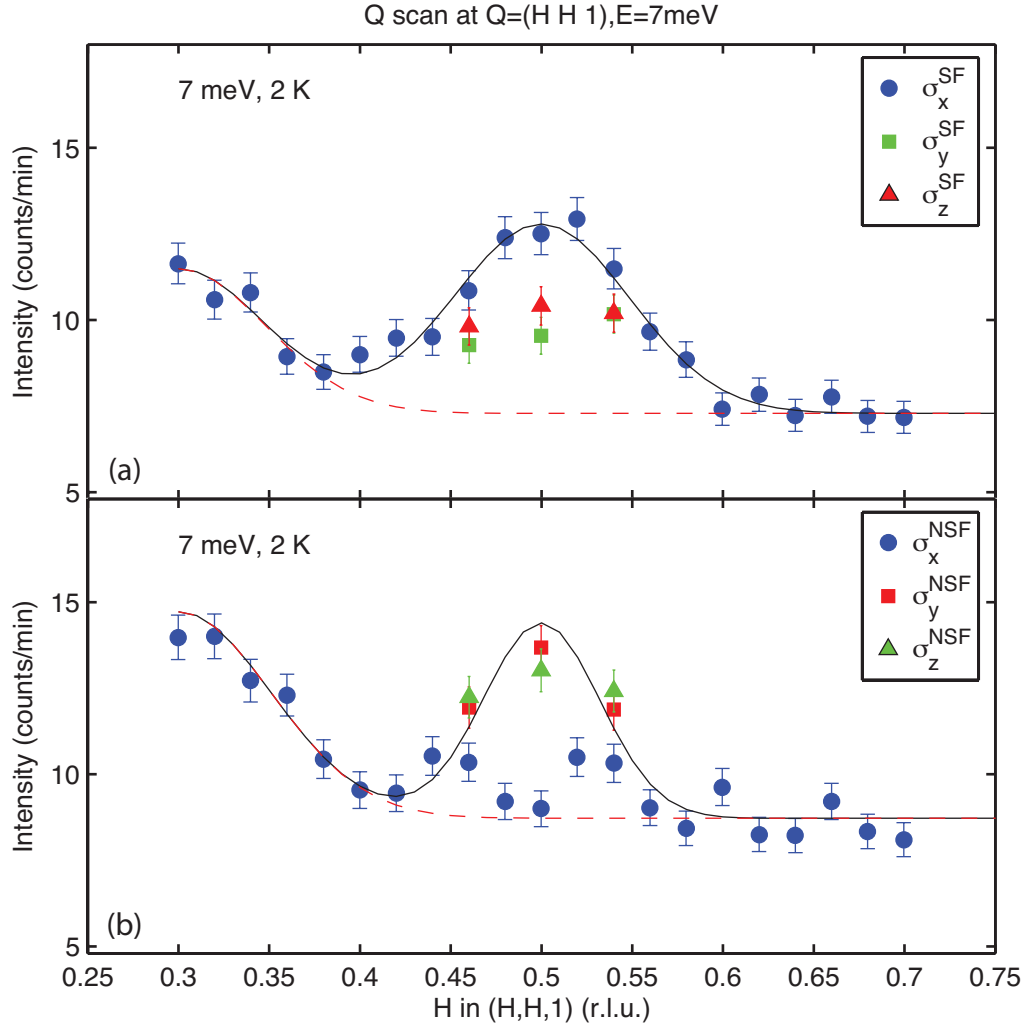 Q scan at Q=(H H 1),E=7meV
7 meV, 2 K
σ_x^SF
σ_y^SF
σ_z^SF
Intensity (counts/min)
15
10
5
(a)
7 meV, 2 K
σ_x^NSF
σ_y^NSF
σ_z^NSF
Intensity (counts/min)
15
10
5
(b)
0.25 0.3 0.35 0.4 0.45 0.5 0.55 0.6 0.65 0.7 0.75
H in (H,H,1) (r.l.u.)